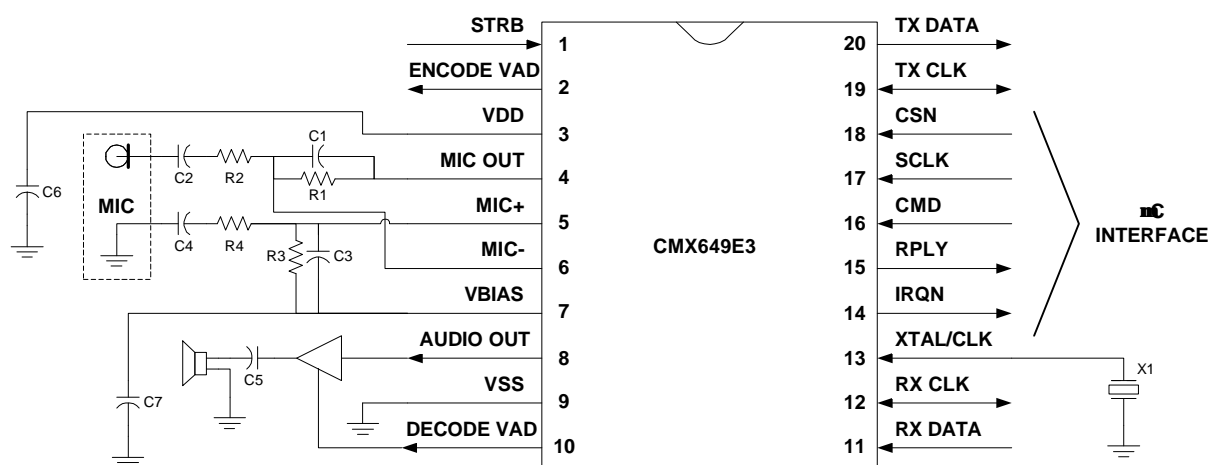 STRB
1
20
TX DATA
ENCODE VAD
2
19
TX CLK
VDD
3
18
CSN
C1
MIC OUT
4
17
SCLK
C2
R2
R1
C6
MIC
MIC+
5
16
CMD
C4
R4
R3
C3
MIC-
6
CMX649E3
15
RPLY
INTERFACE
VBIAS
7
14
IRQN
AUDIO OUT
8
13
XTAL/CLK
C5
X1
C7
VSS
9
12
RX CLK
DECODE VAD
10
11
RX DATA